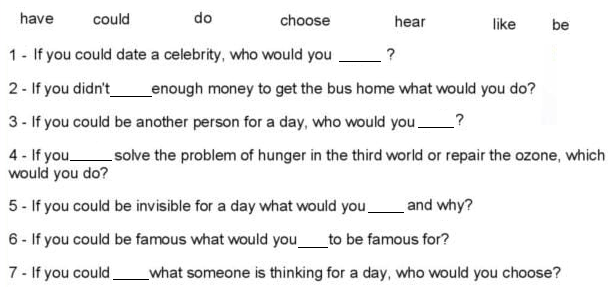 have could do choose hear like be
1 - If you could date a celebrity, who would you _____ ?
2 - If you didn't_____enough money to get the bus home what would you do?
3 - If you could be another person for a day, who would you_____?
4 - If you_____solve the problem of hunger in the third world or repair the ozone, which
would you do?
5 - If you could be invisible for a day what would you_____and why?
6 - If you could be famous what would you____to be famous for?
7 - If you could_____what someone is thinking for a day, who would you choose?